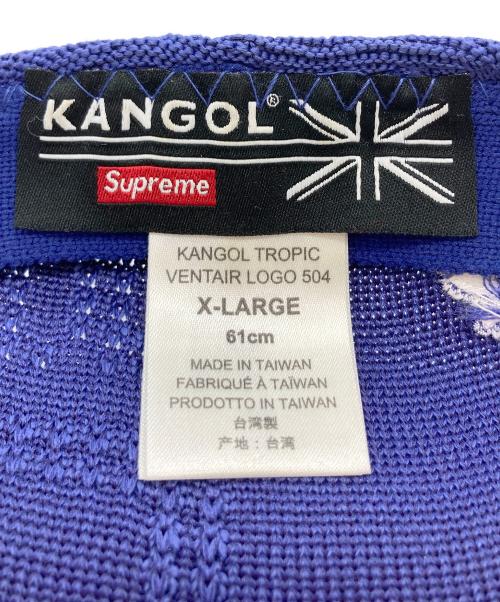 KANGOL®
Supreme
KANGOL TROPIC
VENTAIR LOGO 504
X-LARGE
61cm
MADE IN TAIWAN
FABRIQUÉ À TAÏWAN
PRODOTTO IN TAIWAN
台湾製
产地：台湾